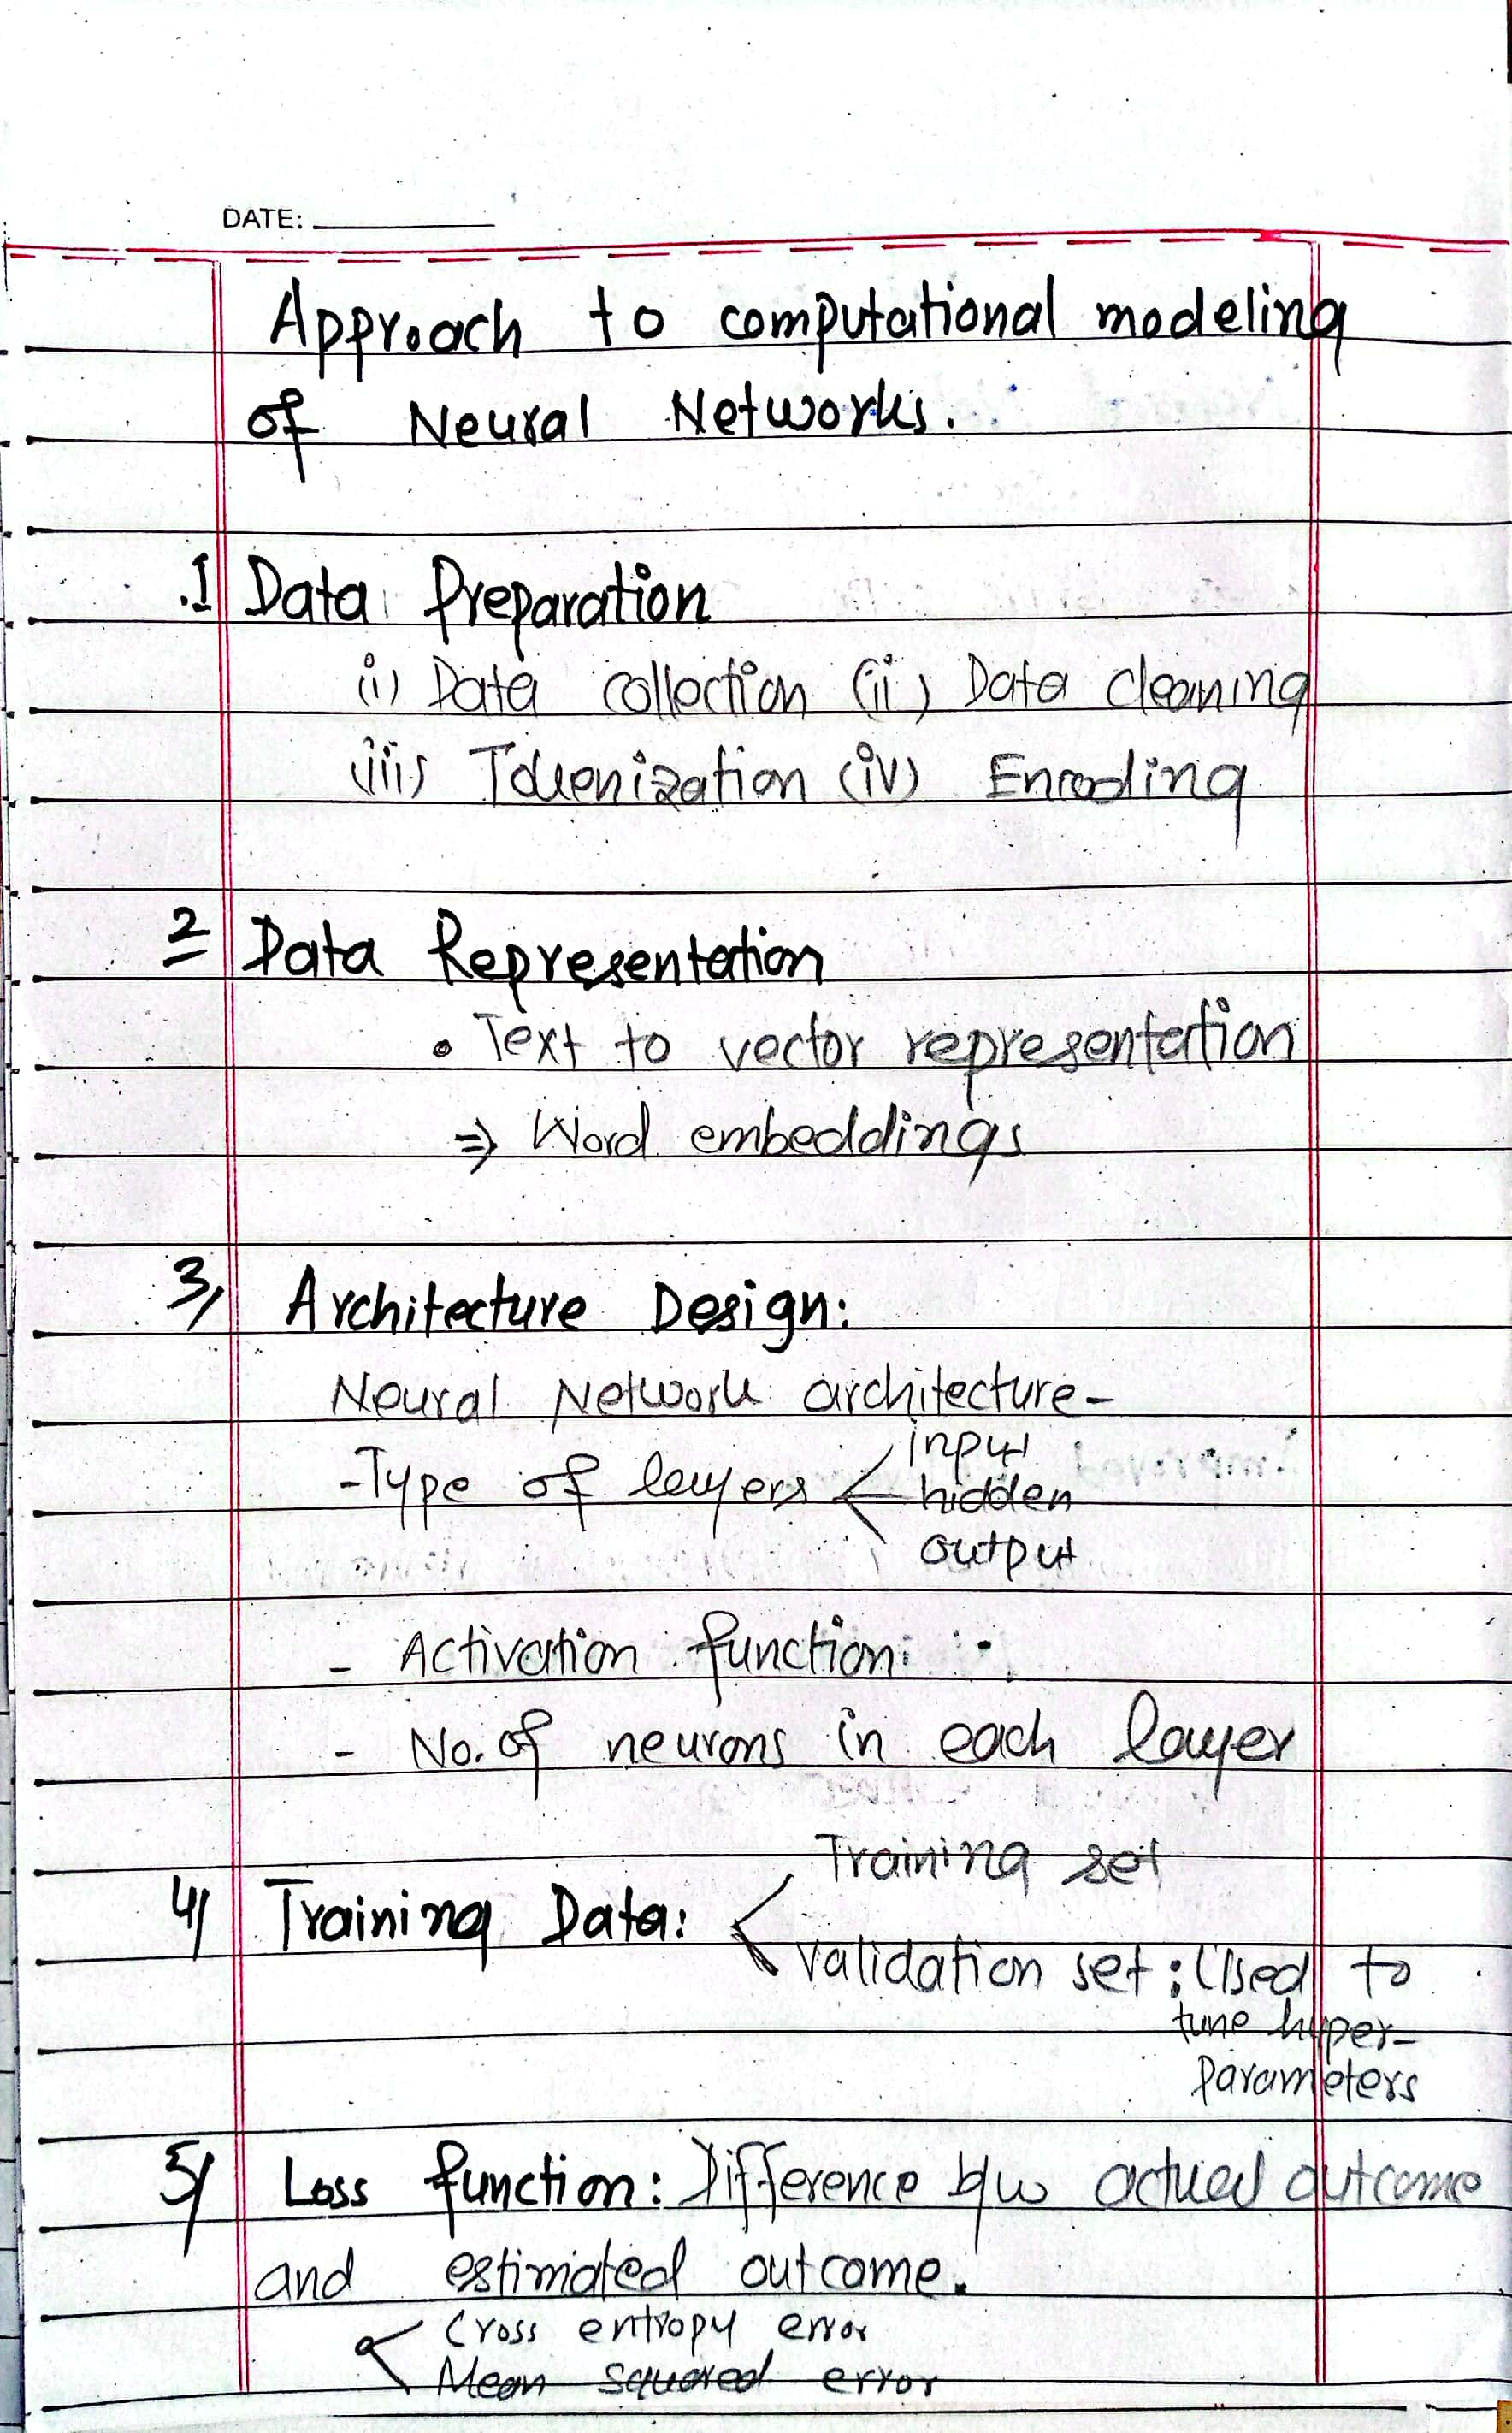 DATE:
Approach to computational modeling
of Neural Networks.
.1 Data Preparation
(i) Data collection (ii) Data cleaning
(iii) Tokenization (iv) Encoding
2 Data Representation
• Text to vector representation
⇒ Word embeddings
3) Architecture Design:
Neural Network architecture-
-Type of layers < input
hidden
output
- Activation function:
- No. of neurons in each layer
Training set
4) Training Data: <
Validation set : Used to
tune hyper-
parameters
5) Loss function: Difference b/w actual outcome
and estimated outcome.
Cross entropy error
Mean squared error